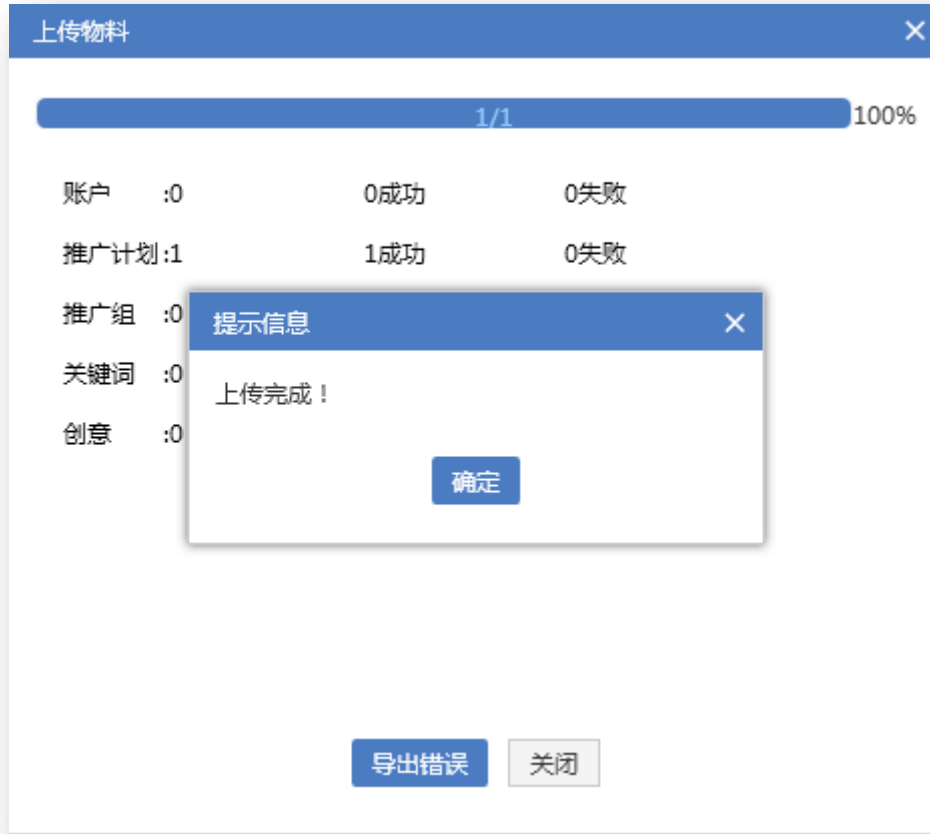 上传物料
1/1 100%
账户 :0 0成功 0失败
推广计划:1 1成功 0失败
推广组 :0
关键词 :0
创意 :0
提示信息
上传完成！
确定
导出错误 关闭